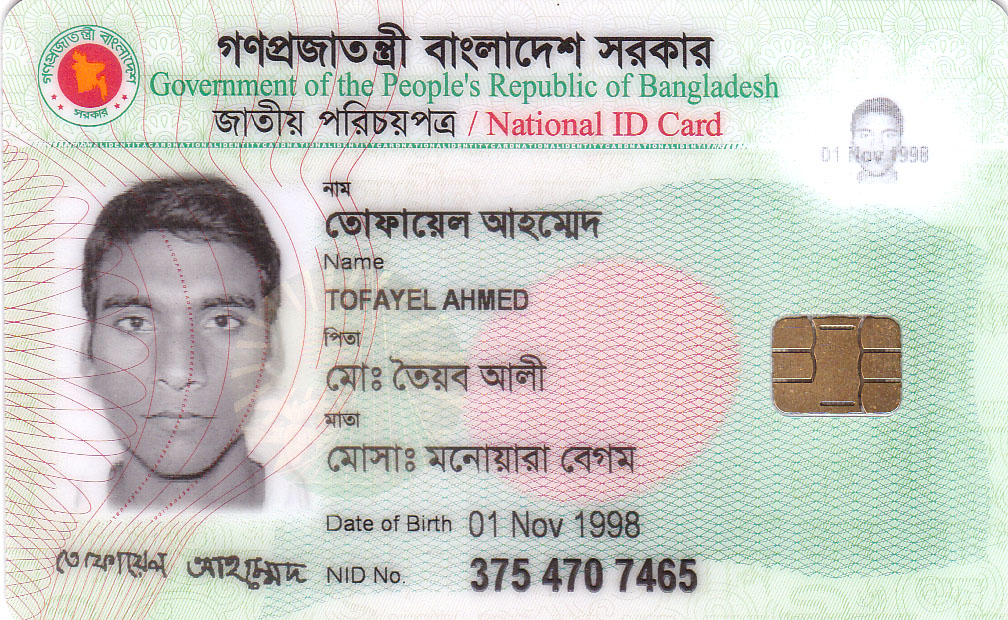 গণপ্রজাতন্ত্রী বাংলাদেশ সরকার
Government of the People's Republic of Bangladesh
জাতীয় পরিচয়পত্র / National ID Card
গণপ্রজাতন্ত্রী বাংলাদেশ
সরকার
01 Nov 1998
নাম
তোফায়েল আহম্মেদ
Name
TOFAYEL AHMED
পিতা
মোঃ তৈয়ব আলী
মাতা
মোসাঃ মনোয়ারা বেগম
Date of Birth 01 Nov 1998
NID No. 375 470 7465
তোফায়েল আহম্মেদ